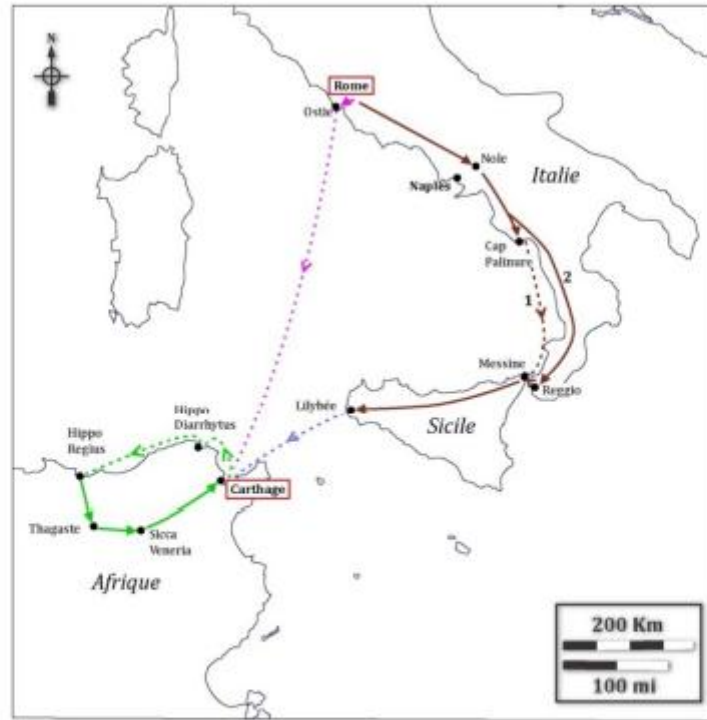 N
Rome
Ostie
Nole
Naples
Italie
Cap
Palinure
1
2
Messine
Reggio
Lilybée
Sicile
Hippo
Diarrhytus
Hippo
Regius
Carthage
Thagaste
Sicca
Veneria
Afrique
200 Km
100 mi